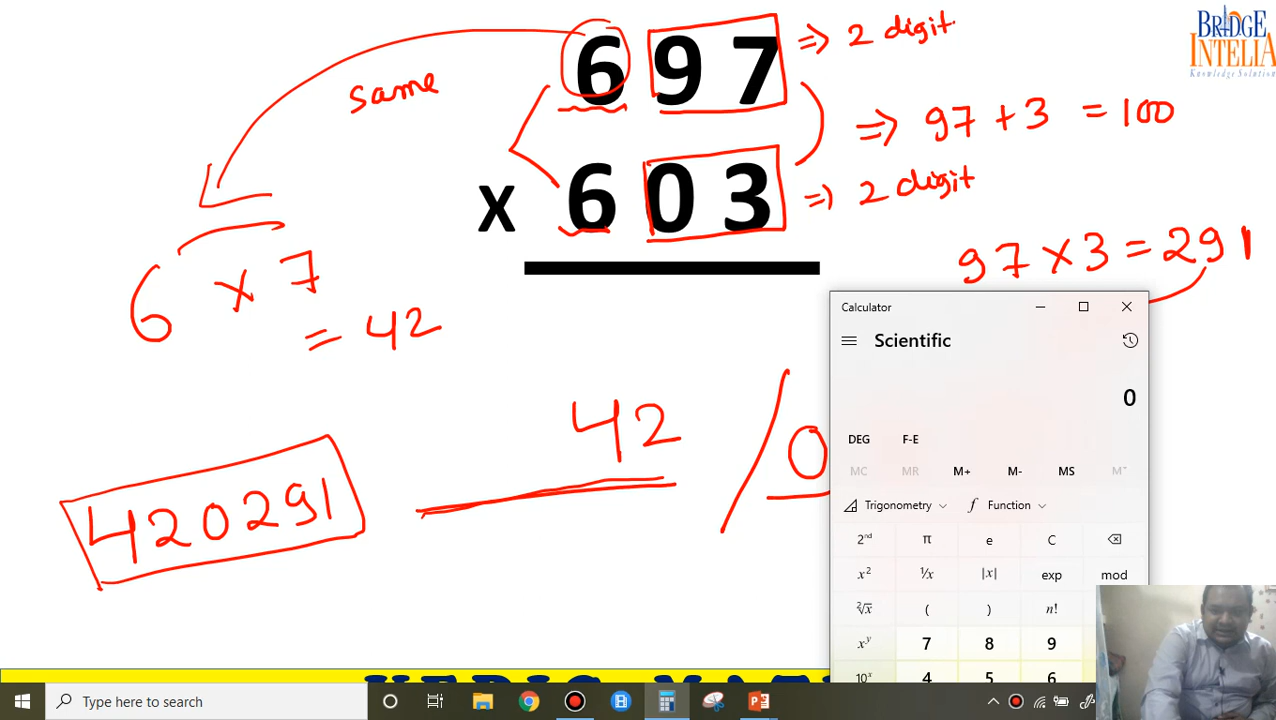 BRIDGE
INTELIA
Knowledge Solution
697 => 2 digit
same
=> 97 + 3 = 100
x 603 => 2 digit
97 x 3 = 291
6 x 7
= 42
42 / 0
420291
Calculator
Scientific
0
DEG F-E
MC MR M+ M- MS M˅
Trigonometry Function
2nd π e C
x² ¹/x |x| exp mod
²√x ( ) n!
xʸ 7 8 9
10ˣ 4 5 6
Type here to search